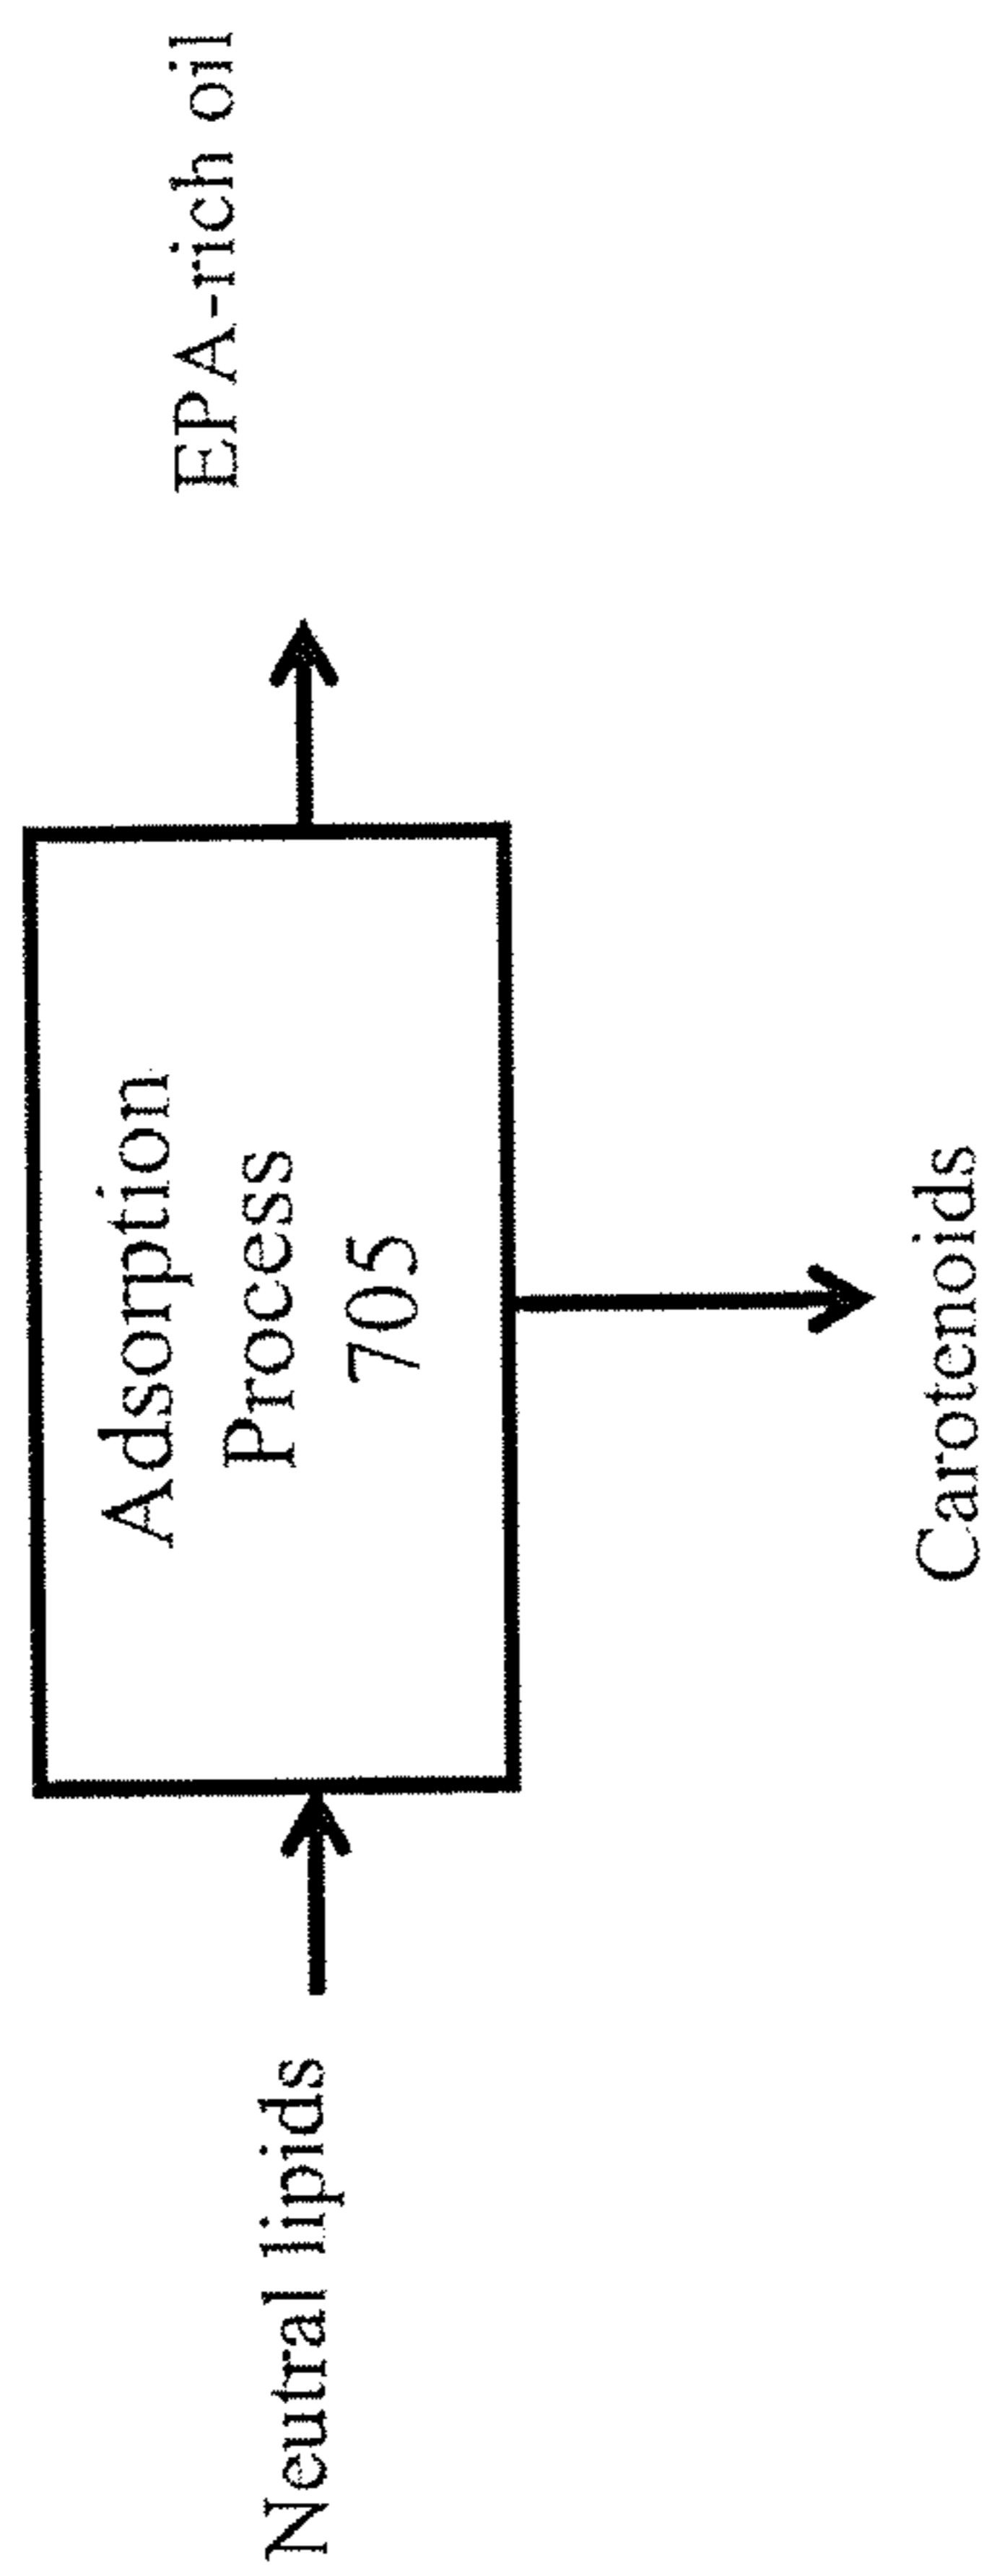 Neutral lipids
Adsorption
Process
705
EPA-rich oil
Carotenoids